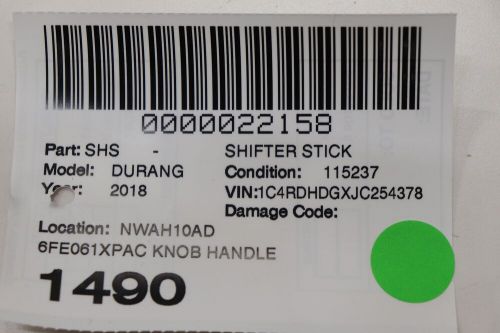 0000022158
Part: SHS - SHIFTER STICK
Model: DURANG Condition: 115237
Year: 2018 VIN:1C4RDHDGXJC254378
Damage Code:
Location: NWAH10AD
6FE061XPAC KNOB HANDLE
1490